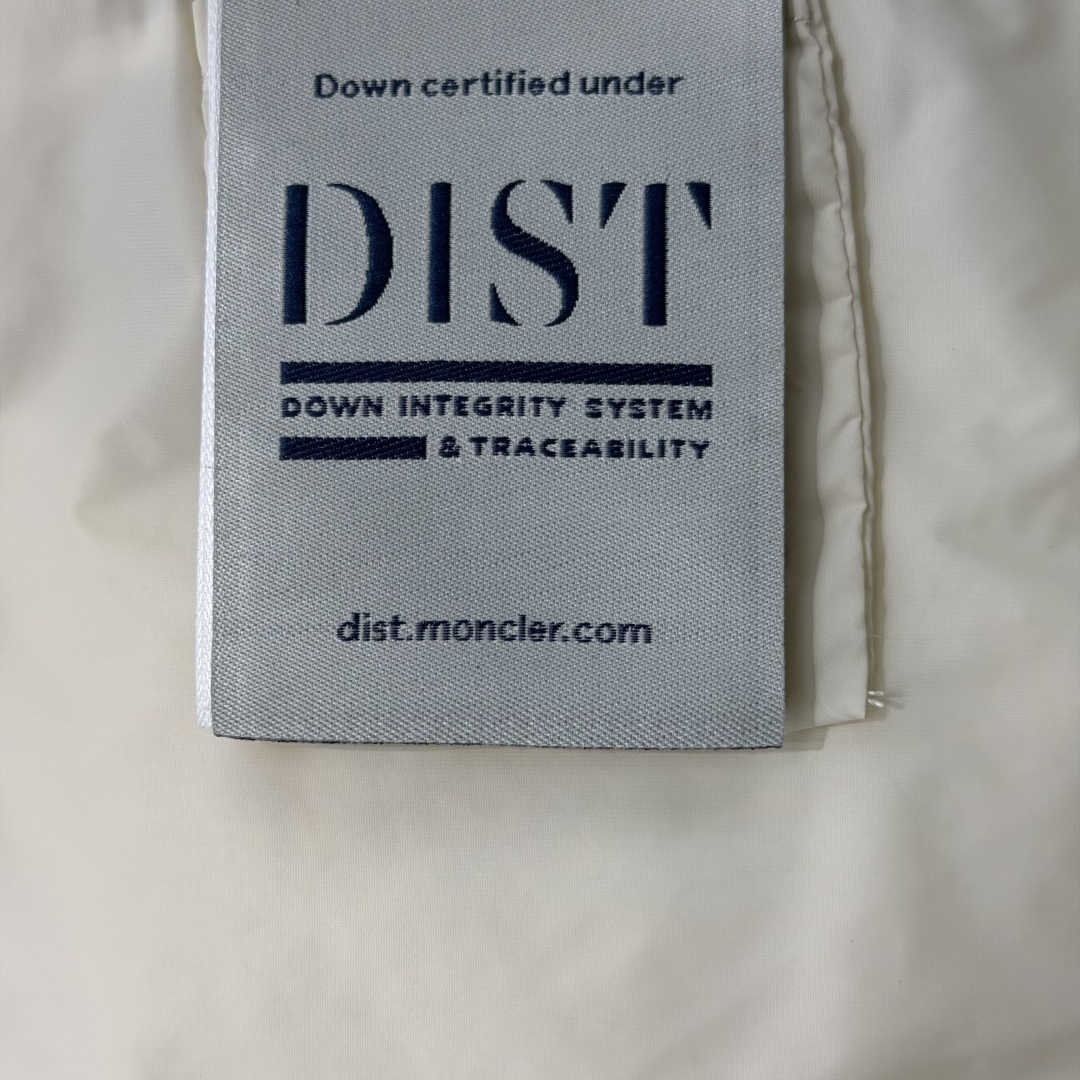 Down certified under
DIST
DOWN INTEGRITY SYSTEM
& TRACEABILITY
dist.moncler.com